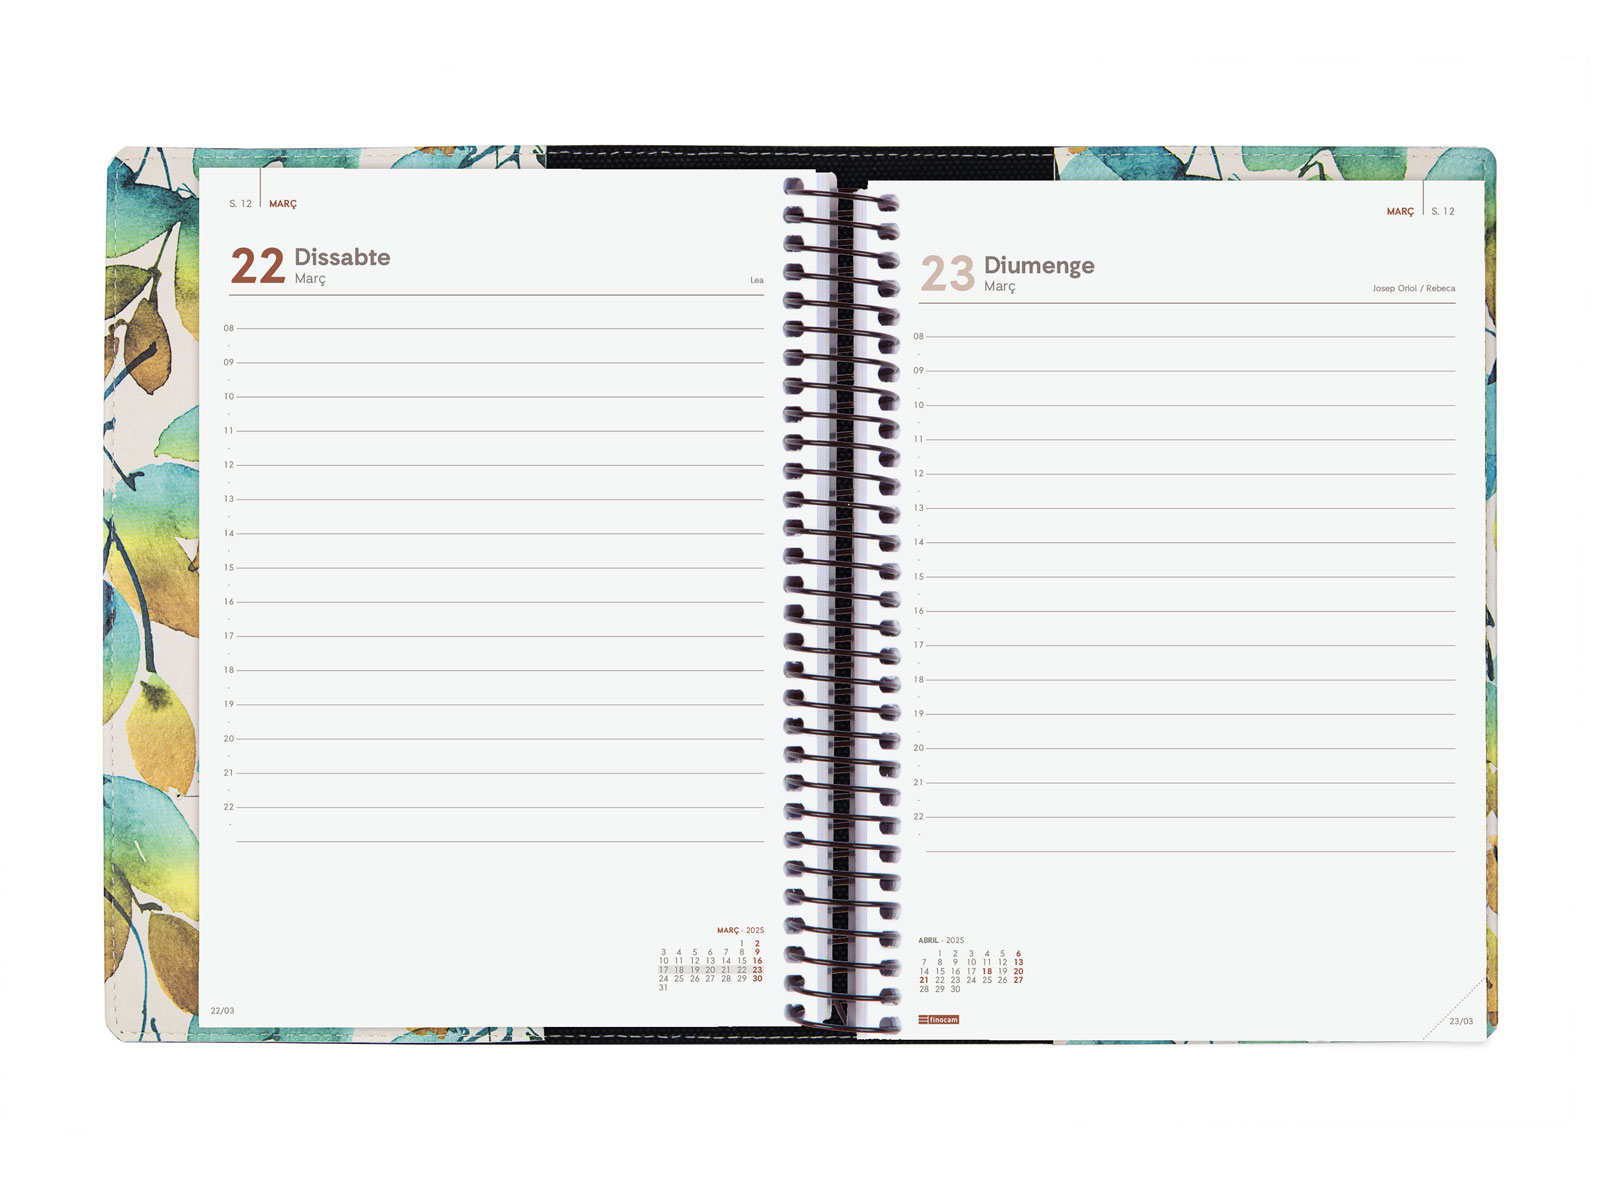 S. 12 MARÇ
22 Dissabte
Març
Lea
08
09
10
11
12
13
14
15
16
17
18
19
20
21
22
MARÇ - 2025
1 2
3 4 5 6 7 8 9
10 11 12 13 14 15 16
17 18 19 20 21 22 23
24 25 26 27 28 29 30
31
22/03
MARÇ S. 12
23 Diumenge
Març
Josep Oriol / Rebeca
08
09
10
11
12
13
14
15
16
17
18
19
20
21
22
ABRIL - 2025
1 2 3 4 5 6
7 8 9 10 11 12 13
14 15 16 17 18 19 20
21 22 23 24 25 26 27
28 29 30
finocam
23/03